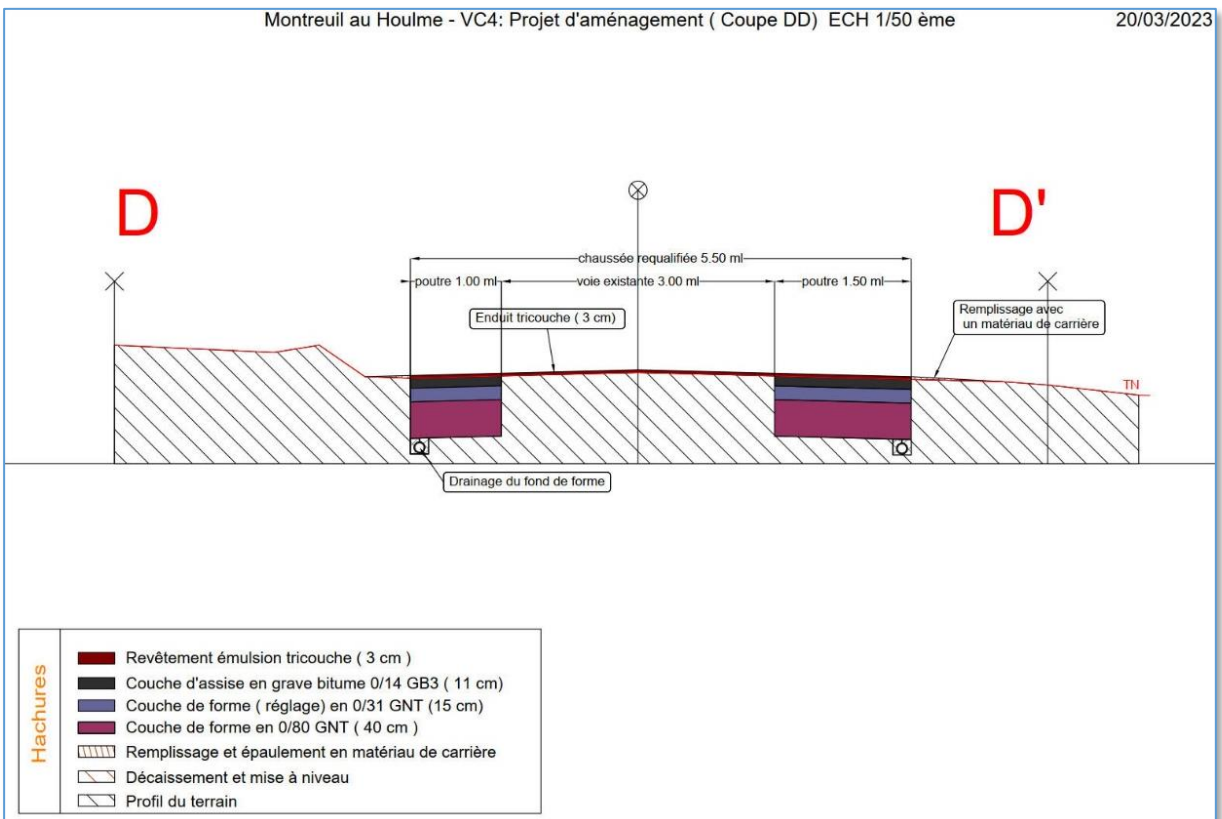 Montreuil au Houlme - VC4: Projet d'aménagement ( Coupe DD) ECH 1/50 ème
20/03/2023
D
D'
chaussée requalifiée 5.50 ml
poutre 1.00 ml
voie existante 3.00 ml
poutre 1.50 ml
Enduit tricouche ( 3 cm)
Remplissage avec
un matériau de carrière
TN
Drainage du fond de forme
Hachures
Revêtement émulsion tricouche ( 3 cm )
Couche d'assise en grave bitume 0/14 GB3 ( 11 cm)
Couche de forme ( réglage) en 0/31 GNT (15 cm)
Couche de forme en 0/80 GNT ( 40 cm )
Remplissage et épaulement en matériau de carrière
Décaissement et mise à niveau
Profil du terrain